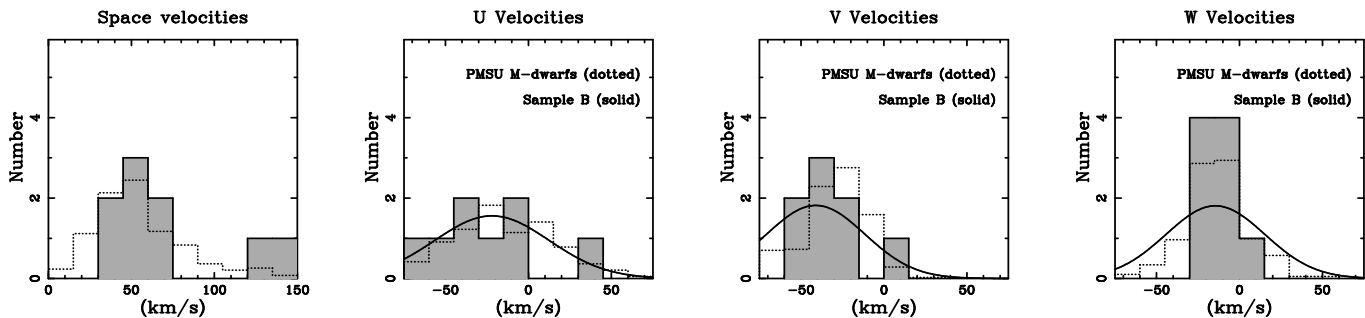 Space velocities
U Velocities
V Velocities
W Velocities
Number
0
2
4
0
50
100
150
(km/s)
PMSU M-dwarfs (dotted)
Sample B (solid)
Number
0
2
4
−50
0
50
(km/s)
PMSU M-dwarfs (dotted)
Sample B (solid)
Number
0
2
4
−50
0
50
(km/s)
PMSU M-dwarfs (dotted)
Sample B (solid)
Number
0
2
4
−50
0
50
(km/s)